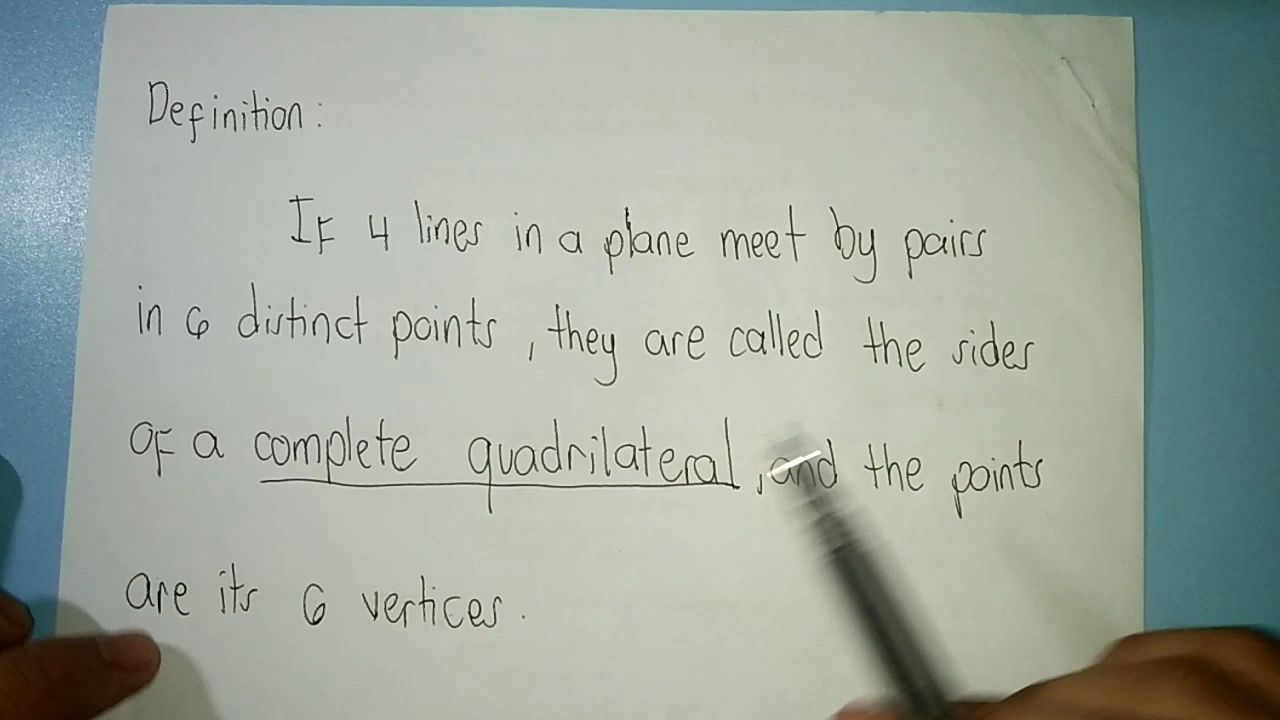 Definition:
If 4 lines in a plane meet by pairs
in 6 distinct points, they are called the sides
of a complete quadrilateral, and the points
are its 6 vertices.